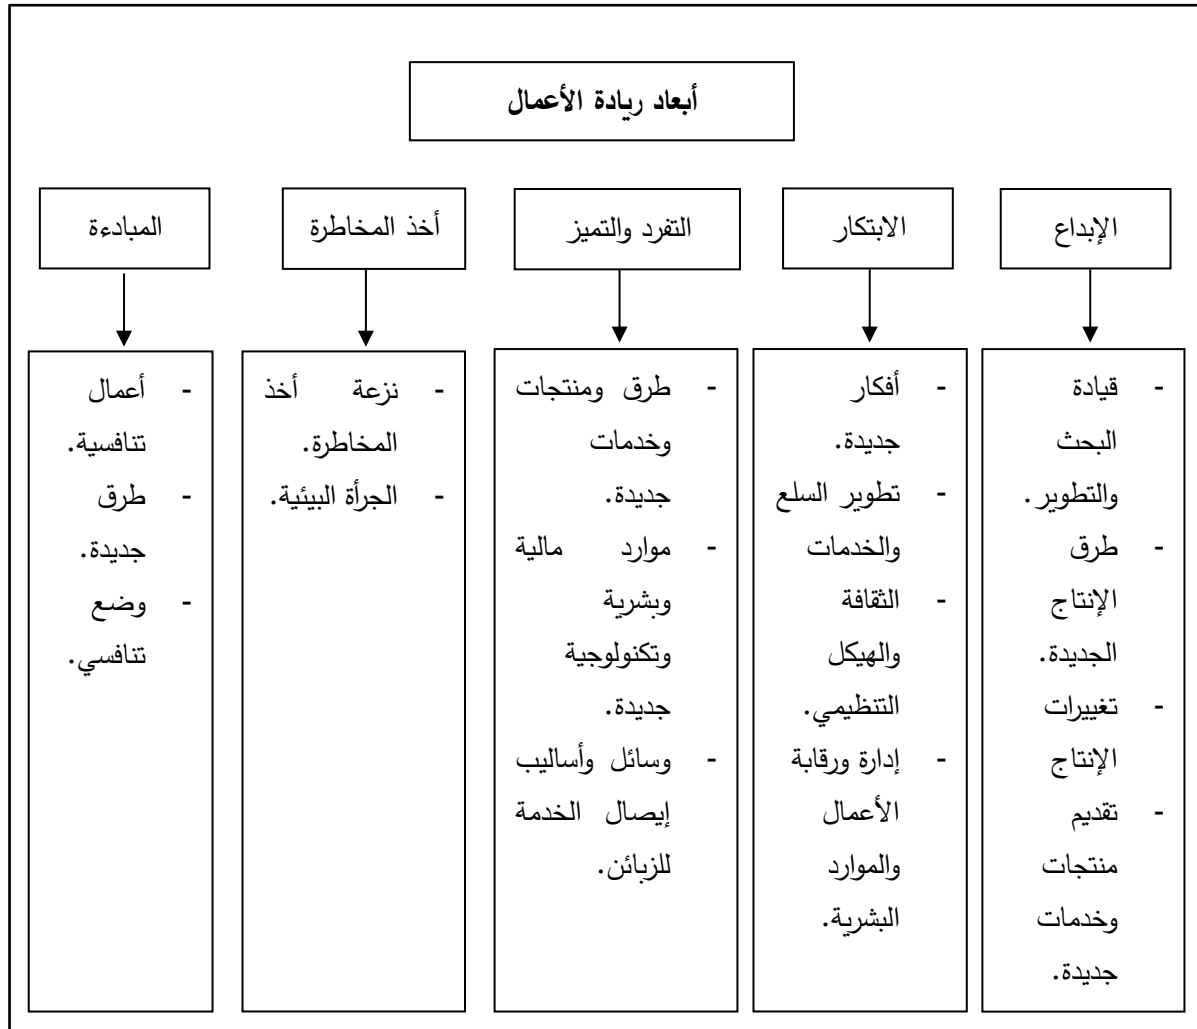 أبعاد ريادة الأعمال
الإبداع
الابتكار
التفرد والتميز
أخذ المخاطرة
المبادءة
- قيادة
البحث
والتطوير.
- طرق
الإنتاج
الجديدة.
- تغييرات
الإنتاج
- تقديم
منتجات
وخدمات
جديدة.
- أفكار
جديدة.
- تطوير السلع
والخدمات
- الثقافة
والهيكل
التنظيمي.
- إدارة ورقابة
الأعمال
والموارد
البشرية.
- طرق ومنتجات
وخدمات
جديدة.
- موارد مالية
وبشرية
وتكنولوجية
جديدة.
- وسائل وأساليب
إيصال الخدمة
للزبائن.
- نزعة أخذ
المخاطرة.
- الجرأة البيئية.
- أعمال
تنافسية.
- طرق
جديدة.
- وضع
تنافسي.